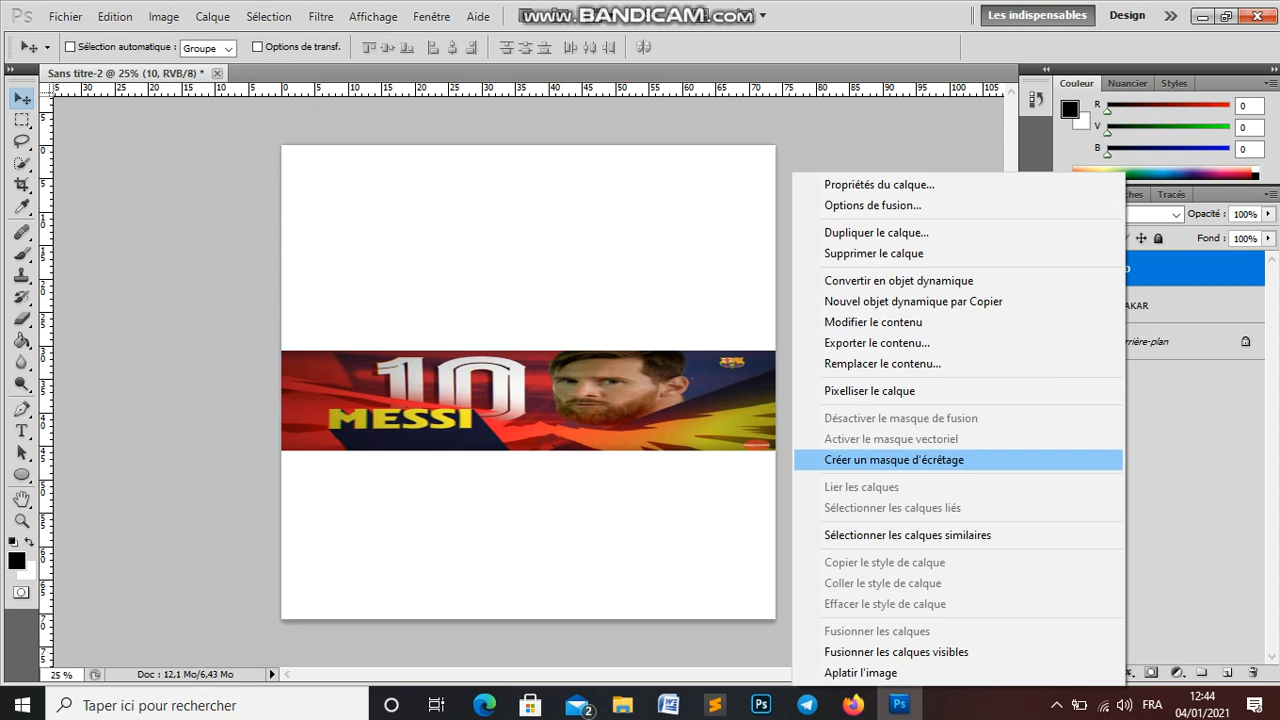 Ps Fichier Edition Image Calque Sélection Filtre Affichage Fenêtre Aide WWW.BANDICAM.COM Les indispensables Design
Sélection automatique : Groupe Options de transf.
Sans titre-2 @ 25% (10, RVB/8) *
Couleur Nuancier Styles
R 0
V 0
B 0
Tracés
Opacité : 100%
Fond : 100%
AKAR
Propriétés du calque...
Options de fusion...
Dupliquer le calque...
Supprimer le calque
Convertir en objet dynamique
Nouvel objet dynamique par Copier
Modifier le contenu
Exporter le contenu...
Remplacer le contenu...
Pixelliser le calque
Désactiver le masque de fusion
Activer le masque vectoriel
Créer un masque d'écrêtage
Lier les calques
Sélectionner les calques liés
Sélectionner les calques similaires
Copier le style de calque
Coller le style de calque
Effacer le style de calque
Fusionner les calques
Fusionner les calques visibles
Aplatir l'image
10
MESSI
25 % Doc : 12,1 Mo/6,43 Mo
Taper ici pour rechercher
2
Ps
Ps
FRA
12:44
04/01/2021